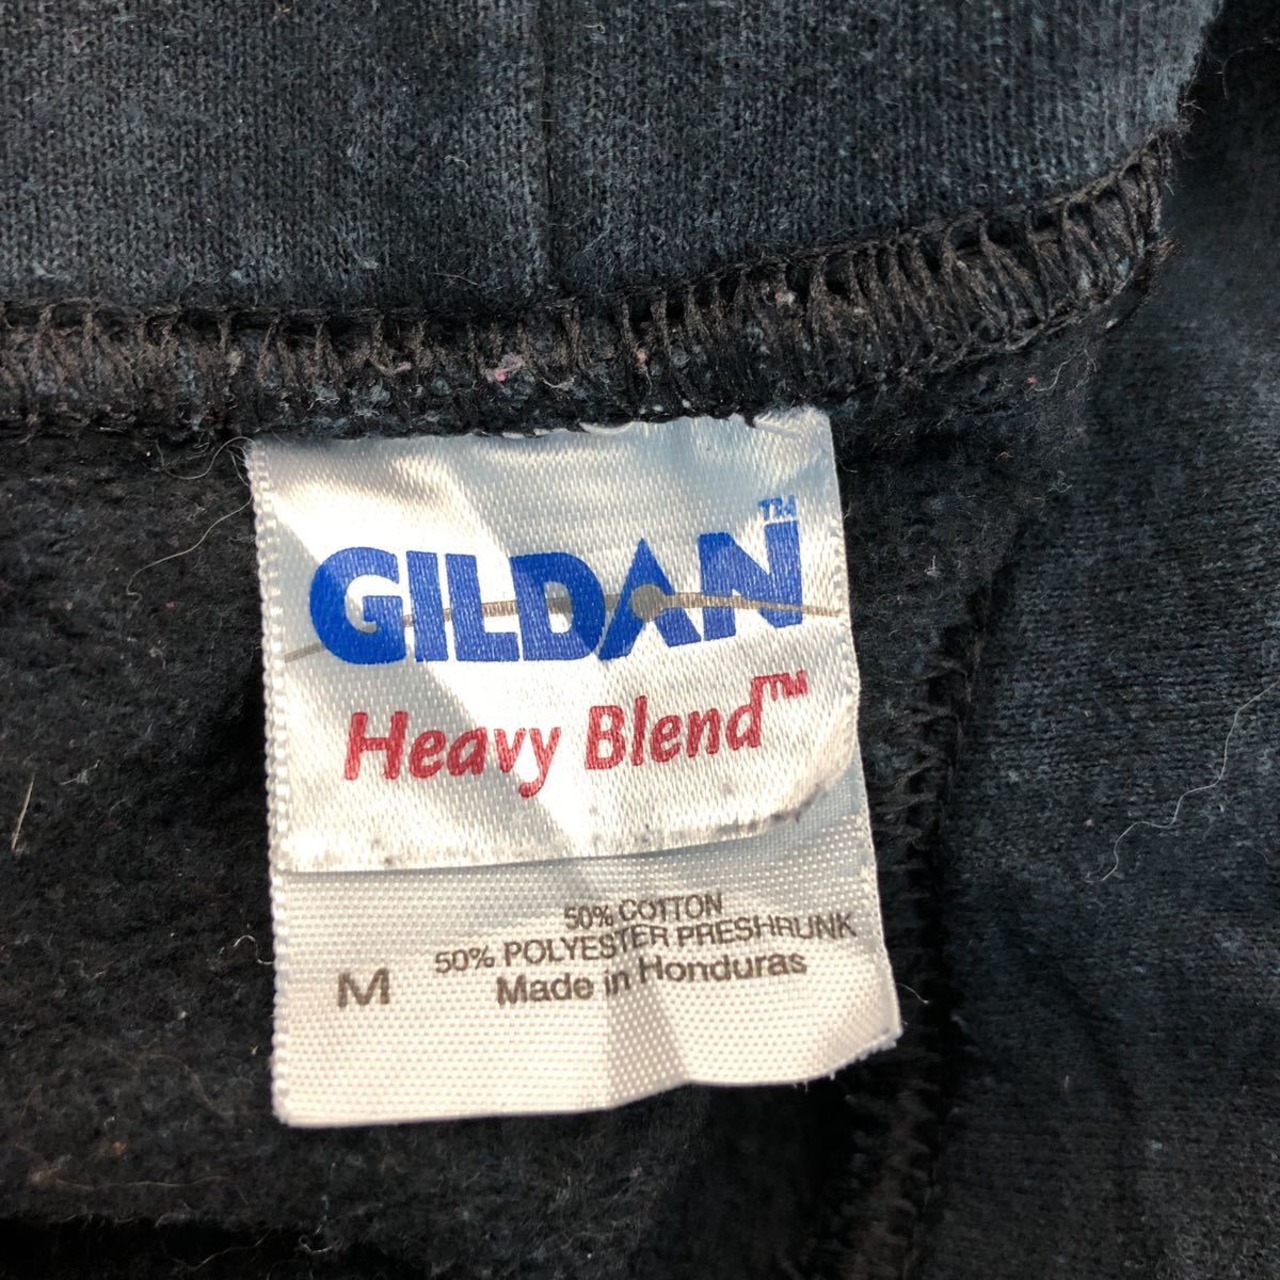 GILDAN™
Heavy Blend™
50% COTTON
50% POLYESTER PRESHRUNK
M Made in Honduras